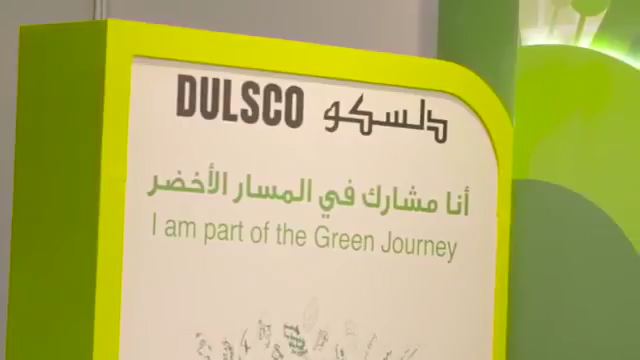 DULSCO دلسكو
أنا مشارك في المسار الأخضر
I am part of the Green Journey